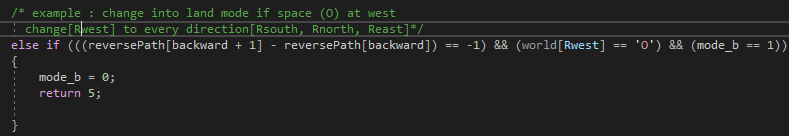 /* example : change into land mode if space (O) at west
change[Rwest] to every direction[Rsouth, Rnorth, Reast]*/
else if (((reversePath[backward + 1] - reversePath[backward]) == -1) && (world[Rwest] == 'O') && (mode_b == 1))
{
mode_b = 0;
return 5;
}